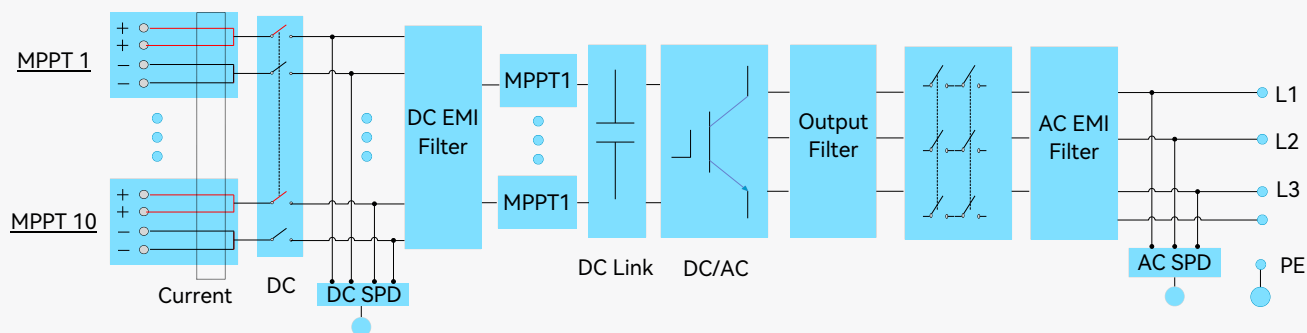 MPPT 1
+
+
−
−
MPPT 10
+
+
−
−
Current
DC
DC SPD
DC EMI
Filter
MPPT1
MPPT1
DC Link
DC/AC
Output
Filter
AC EMI
Filter
AC SPD
L1
L2
L3
PE